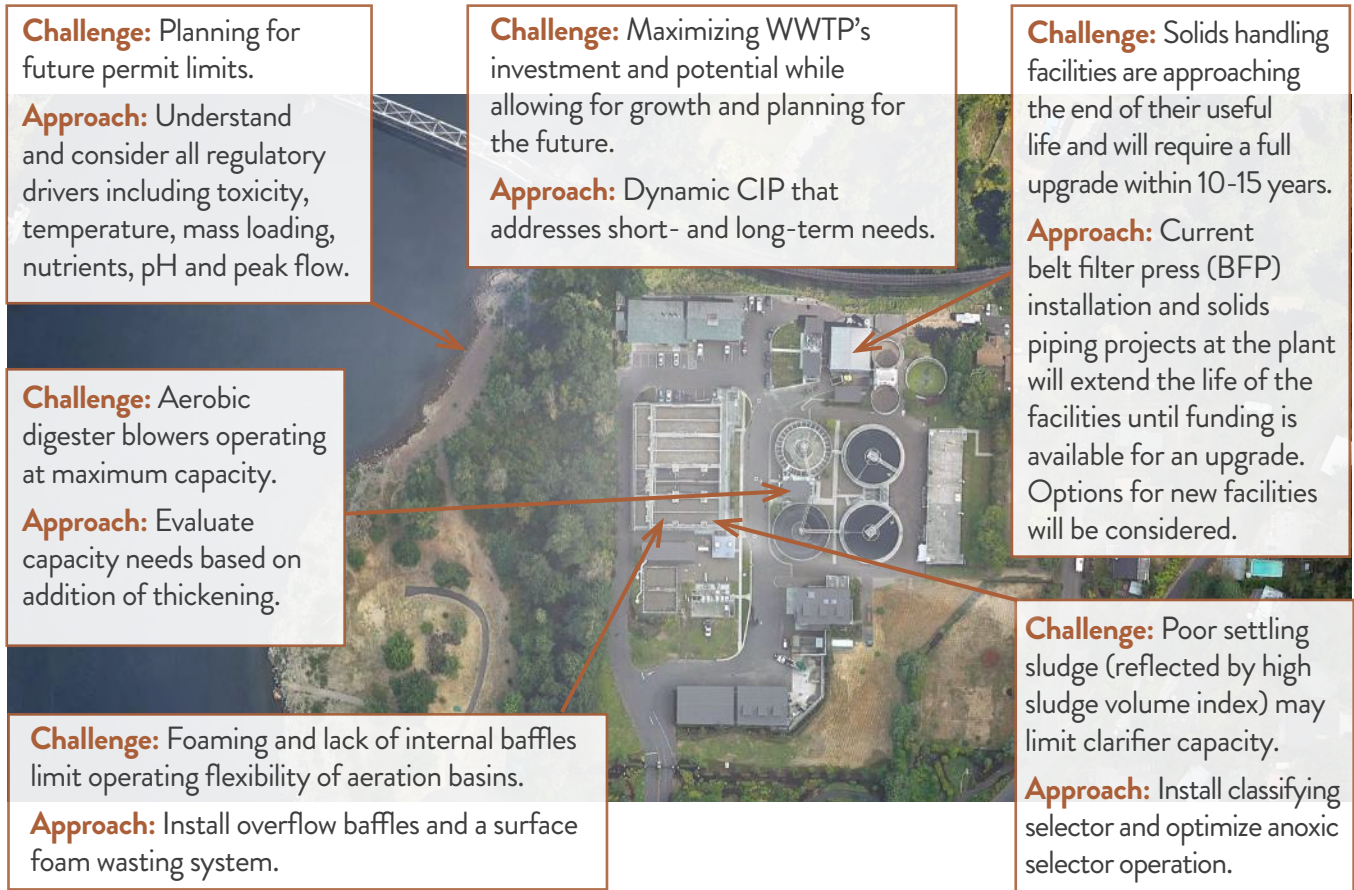 Challenge: Planning for
future permit limits.
Approach: Understand
and consider all regulatory
drivers including toxicity,
temperature, mass loading,
nutrients, pH and peak flow.
Challenge: Maximizing WWTP's
investment and potential while
allowing for growth and planning for
the future.
Approach: Dynamic CIP that
addresses short- and long-term needs.
Challenge: Solids handling
facilities are approaching
the end of their useful
life and will require a full
upgrade within 10-15 years.
Approach: Current
belt filter press (BFP)
installation and solids
piping projects at the plant
will extend the life of the
facilities until funding is
available for an upgrade.
Options for new facilities
will be considered.
Challenge: Aerobic
digester blowers operating
at maximum capacity.
Approach: Evaluate
capacity needs based on
addition of thickening.
Challenge: Foaming and lack of internal baffles
limit operating flexibility of aeration basins.
Approach: Install overflow baffles and a surface
foam wasting system.
Challenge: Poor settling
sludge (reflected by high
sludge volume index) may
limit clarifier capacity.
Approach: Install classifying
selector and optimize anoxic
selector operation.